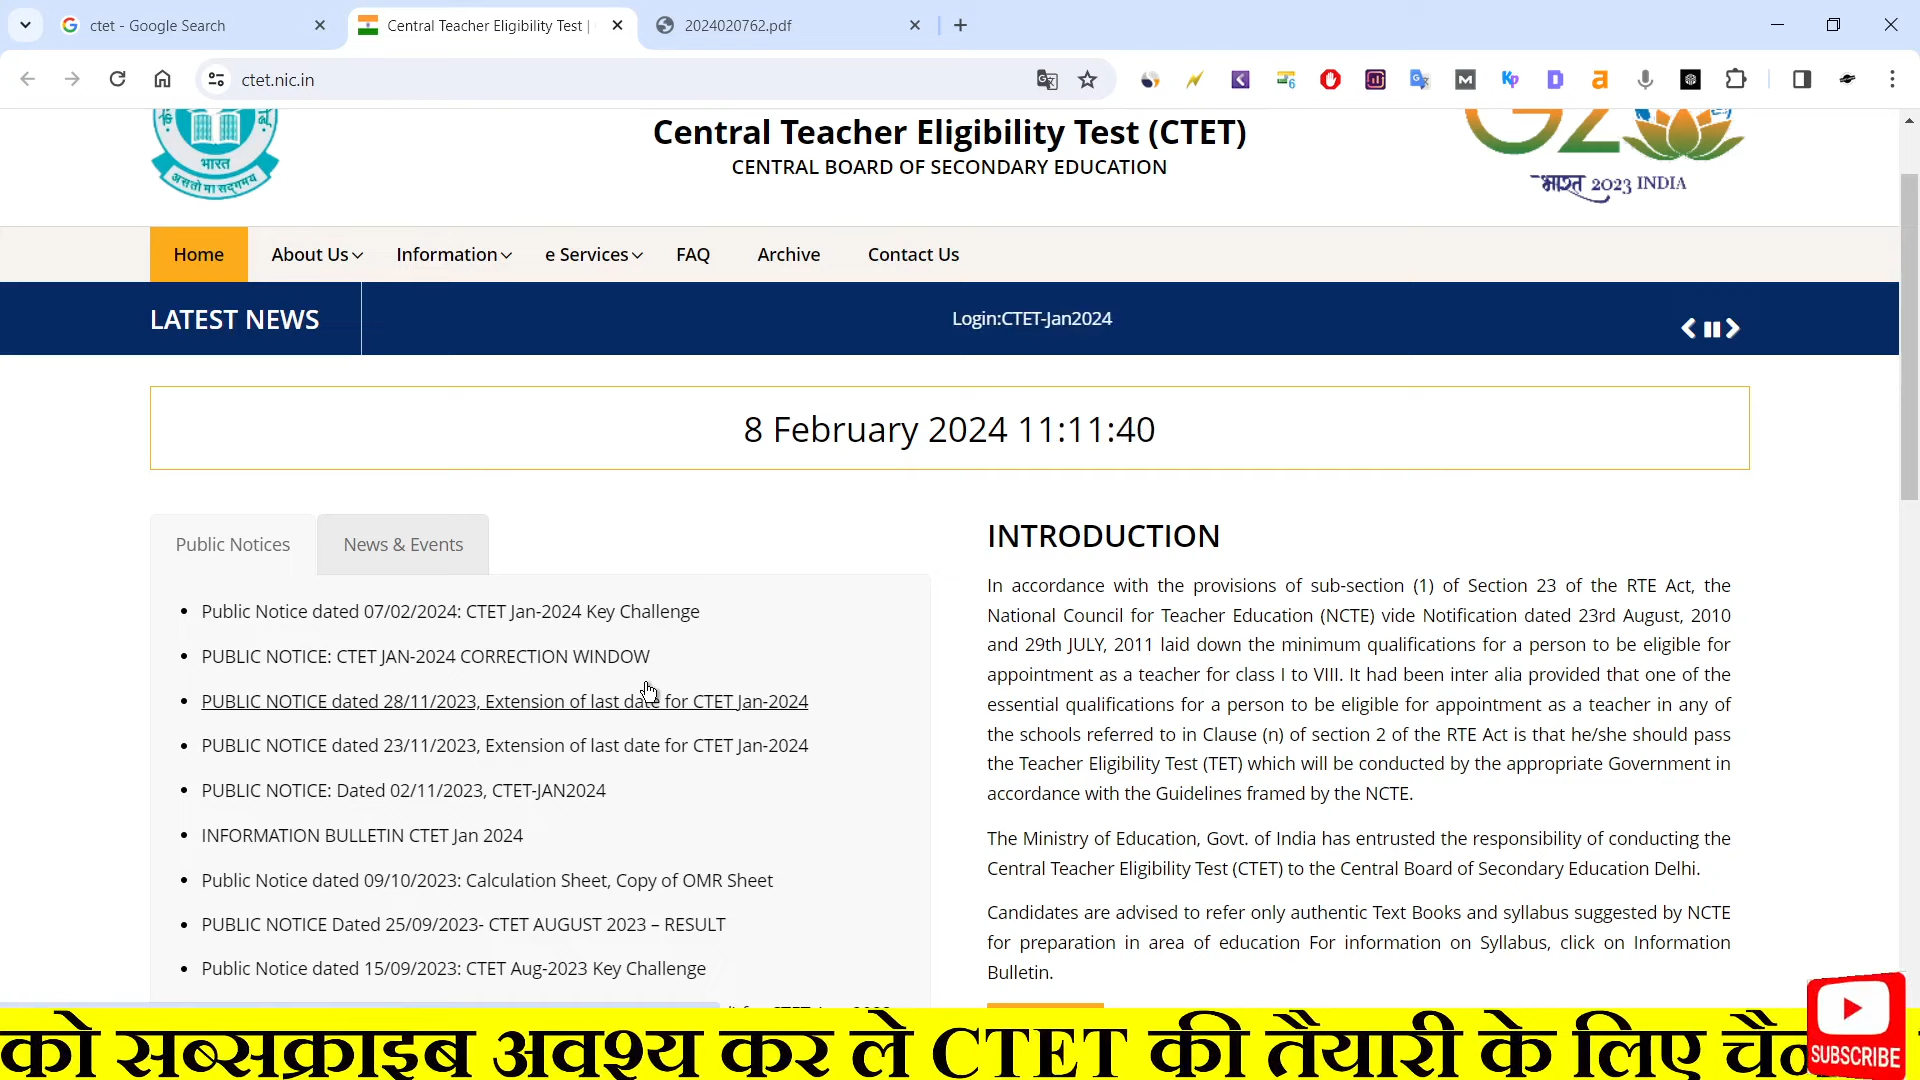 ctet - Google Search
Central Teacher Eligibility Test |
2024020762.pdf
ctet.nic.in
भारत
असतो मा सद्गमय
Central Teacher Eligibility Test (CTET)
CENTRAL BOARD OF SECONDARY EDUCATION
भारत 2023 INDIA
Home
About Us
Information
e Services
FAQ
Archive
Contact Us
LATEST NEWS
Login:CTET-Jan2024
8 February 2024 11:11:40
Public Notices
News & Events
Public Notice dated 07/02/2024: CTET Jan-2024 Key Challenge
PUBLIC NOTICE: CTET JAN-2024 CORRECTION WINDOW
PUBLIC NOTICE dated 28/11/2023, Extension of last date for CTET Jan-2024
PUBLIC NOTICE dated 23/11/2023, Extension of last date for CTET Jan-2024
PUBLIC NOTICE: Dated 02/11/2023, CTET-JAN2024
INFORMATION BULLETIN CTET Jan 2024
Public Notice dated 09/10/2023: Calculation Sheet, Copy of OMR Sheet
PUBLIC NOTICE Dated 25/09/2023- CTET AUGUST 2023 – RESULT
Public Notice dated 15/09/2023: CTET Aug-2023 Key Challenge
INTRODUCTION
In accordance with the provisions of sub-section (1) of Section 23 of the RTE Act, the
National Council for Teacher Education (NCTE) vide Notification dated 23rd August, 2010
and 29th JULY, 2011 laid down the minimum qualifications for a person to be eligible for
appointment as a teacher for class I to VIII. It had been inter alia provided that one of the
essential qualifications for a person to be eligible for appointment as a teacher in any of
the schools referred to in Clause (n) of section 2 of the RTE Act is that he/she should pass
the Teacher Eligibility Test (TET) which will be conducted by the appropriate Government in
accordance with the Guidelines framed by the NCTE.
The Ministry of Education, Govt. of India has entrusted the responsibility of conducting the
Central Teacher Eligibility Test (CTET) to the Central Board of Secondary Education Delhi.
Candidates are advised to refer only authentic Text Books and syllabus suggested by NCTE
for preparation in area of education For information on Syllabus, click on Information
Bulletin.
को सब्सक्राइब अवश्य कर ले CTET की तैयारी के लिए
SUBSCRIBE